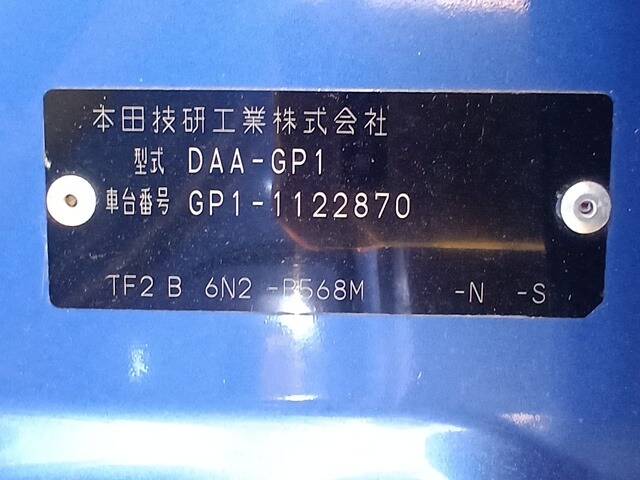 本田技研工業株式会社
型式 DAA-GP1
車台番号 GP1-1122870
TF2 B 6N2 -B568M -N -S